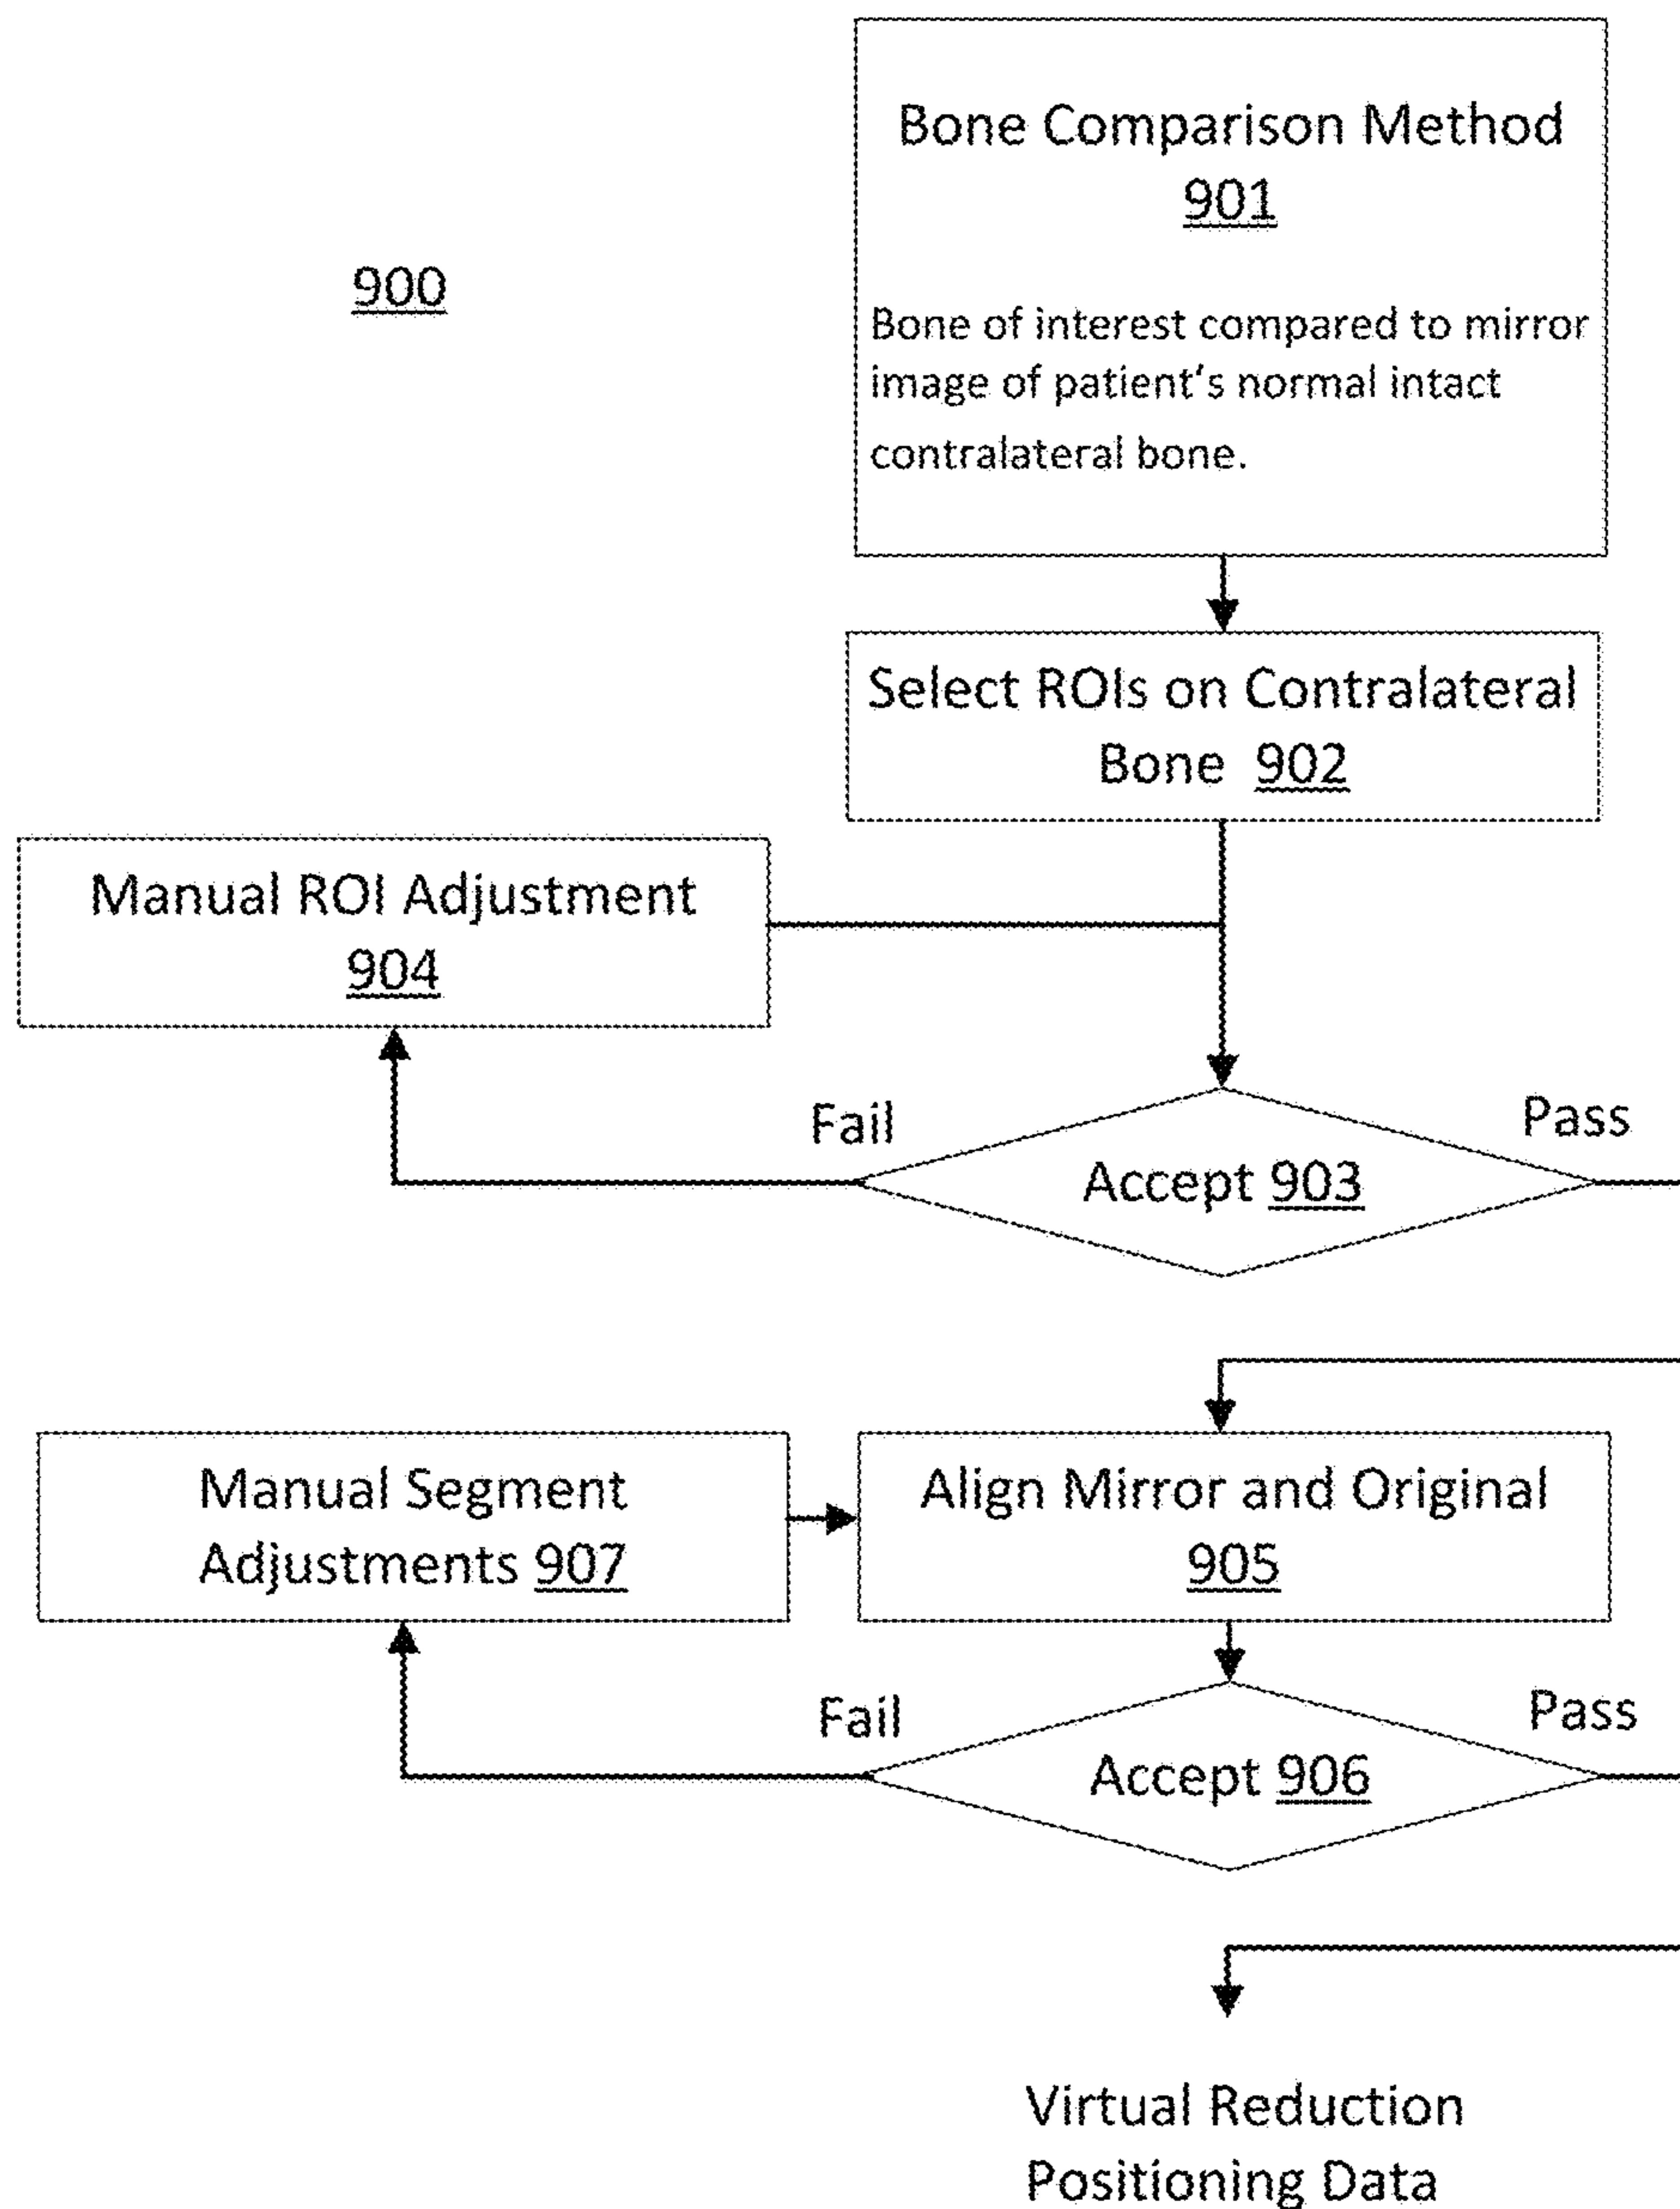 Bone Comparison Method
901
900
Bone of interest compared to mirror
image of patient's normal intact
contralateral bone.
Select ROIs on Contralateral
Bone 902
Manual ROI Adjustment
904
Fail
Pass
Accept 903
Manual Segment
Adjustments 907
Align Mirror and Original
905
Fail
Pass
Accept 906
Virtual Reduction
Positioning Data